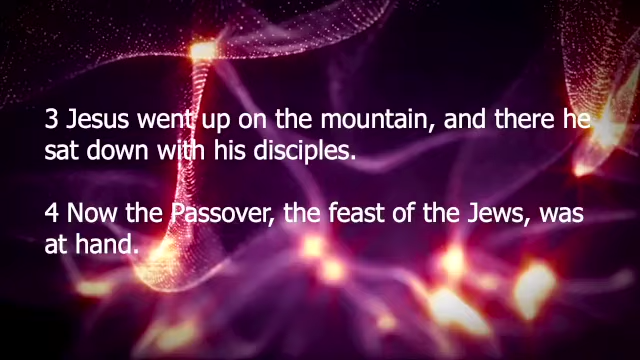 3 Jesus went up on the mountain, and there he
sat down with his disciples.
4 Now the Passover, the feast of the Jews, was
at hand.